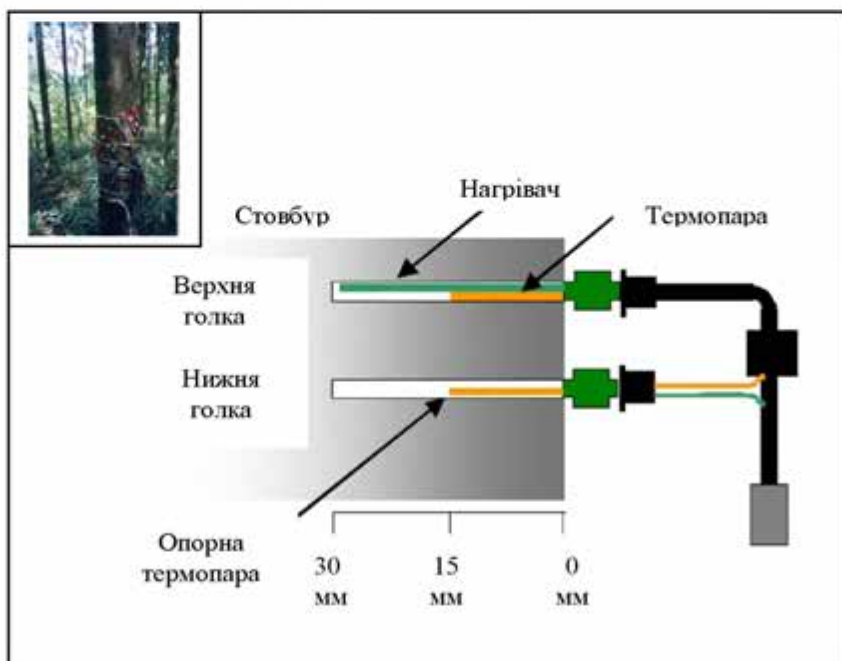 Нагрівач
Стовбур
Термопара
Верхня
голка
Нижня
голка
Опорна
термопара
30
мм
15
мм
0
мм